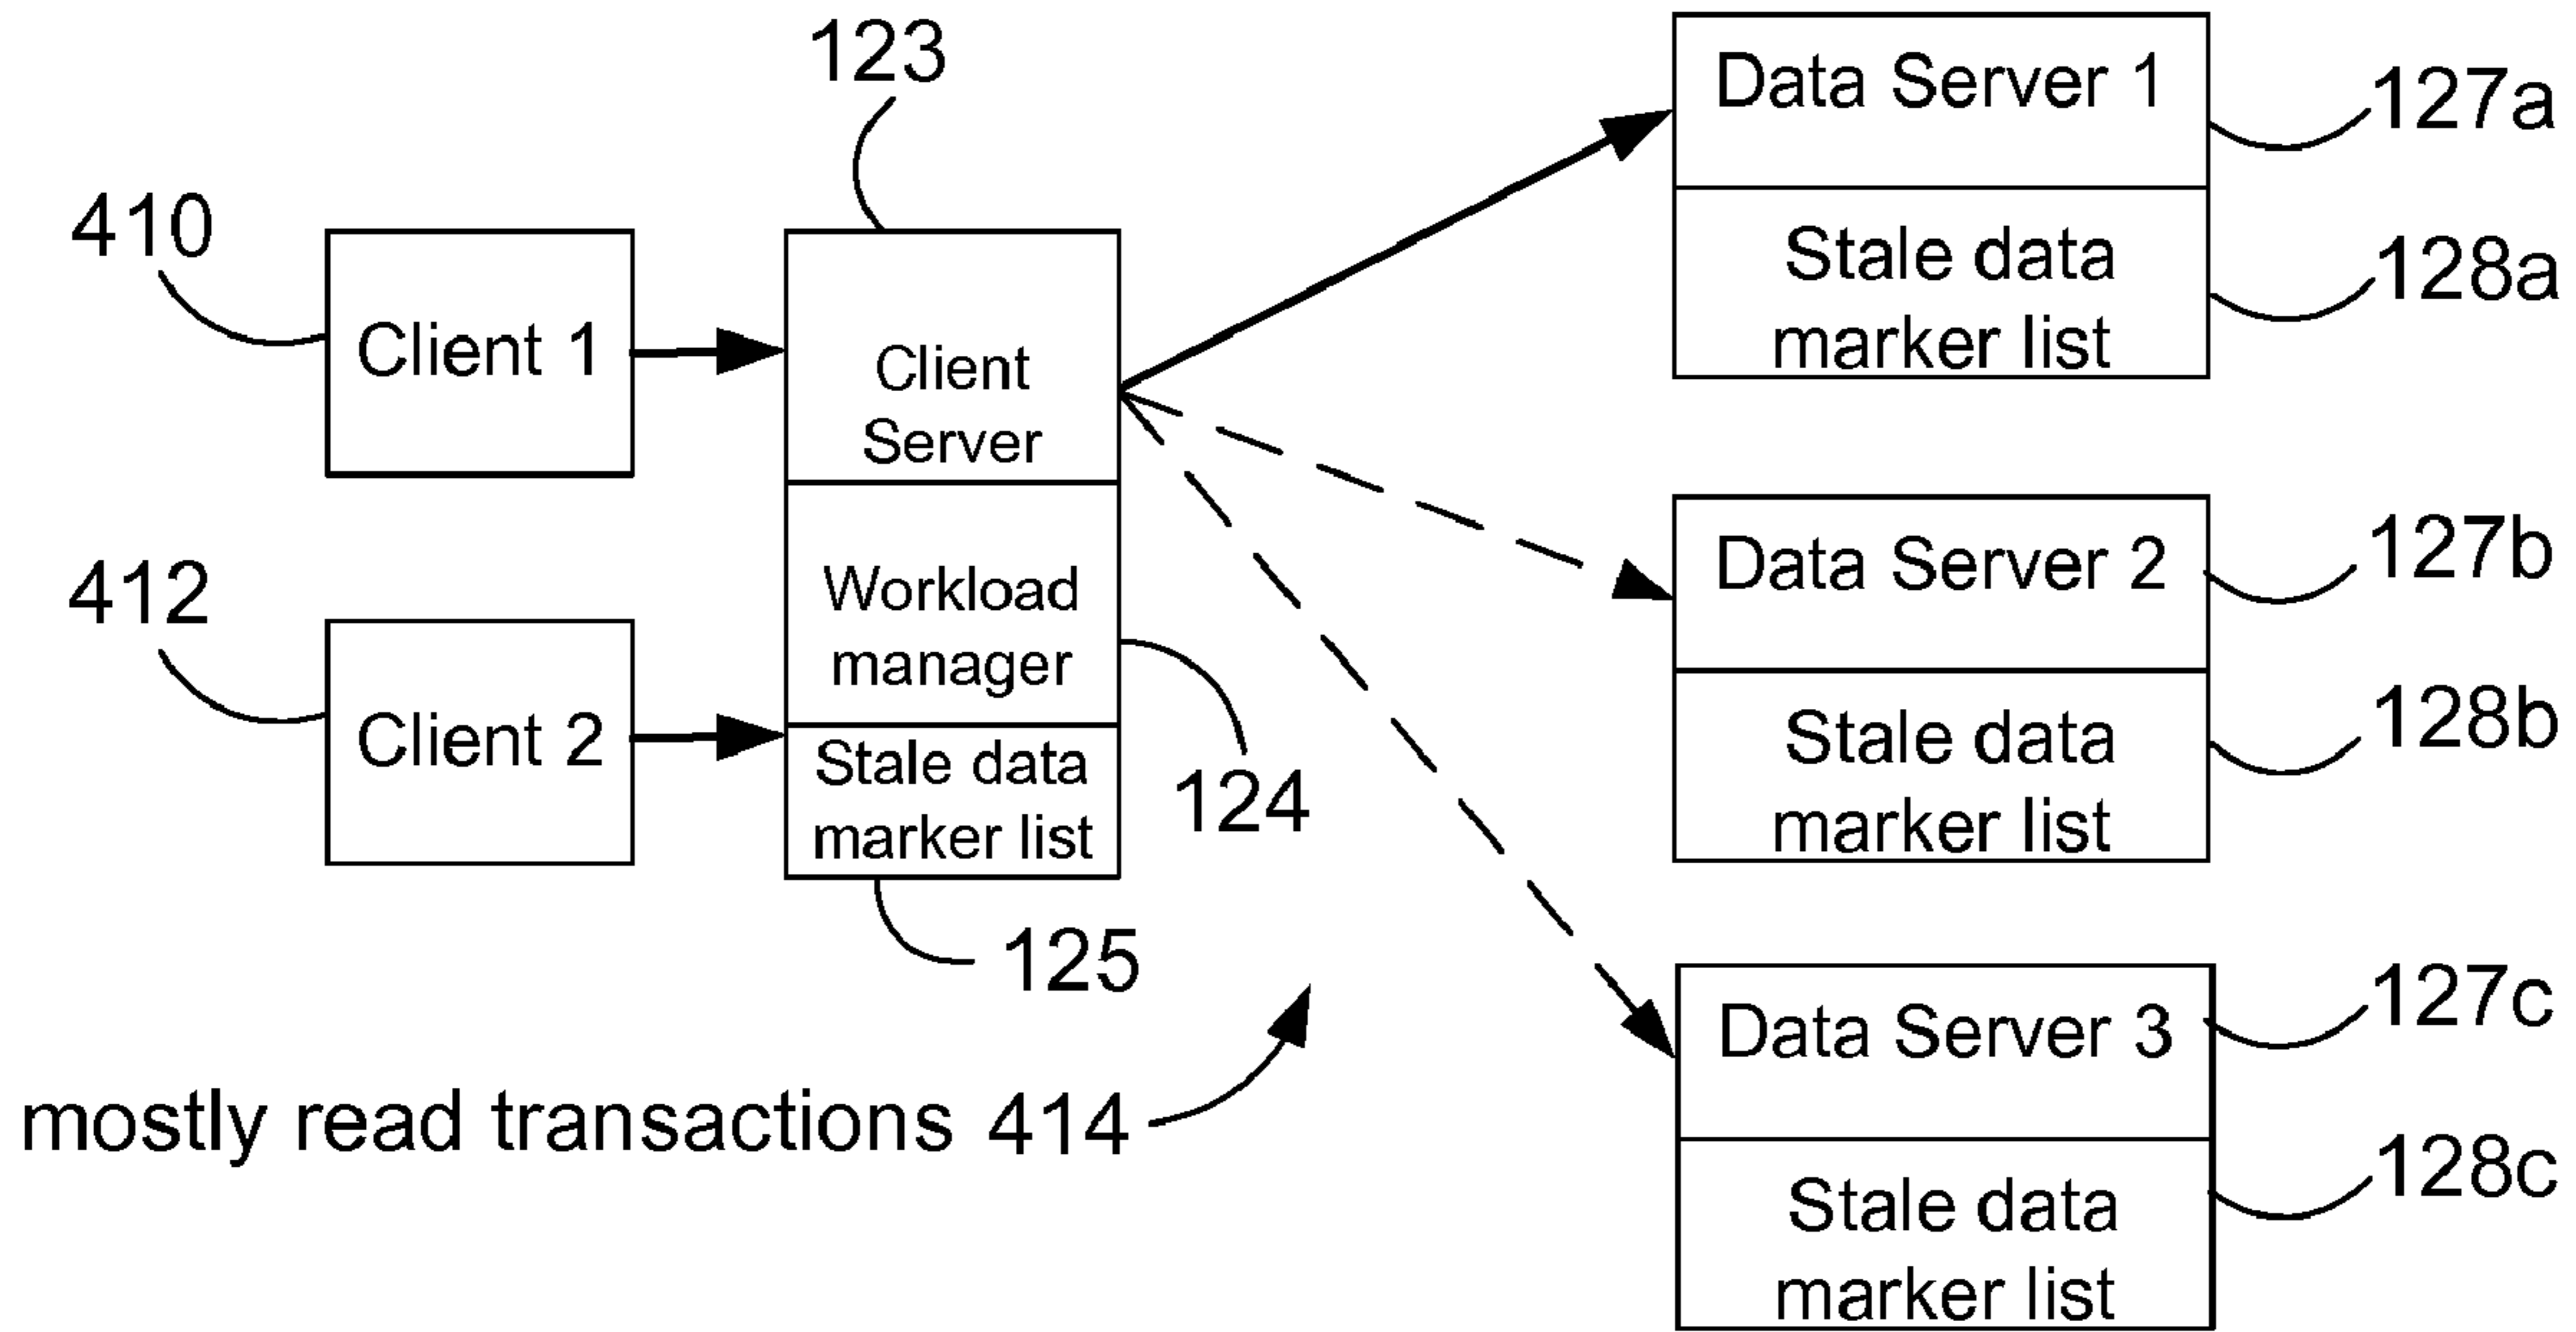 123
410
Client 1
412
Client 2
Client
Server
Workload
manager
124
Stale data
marker list
125
mostly read transactions 414
Data Server 1
127a
Stale data
marker list
128a
Data Server 2
127b
Stale data
marker list
128b
Data Server 3
127c
Stale data
marker list
128c